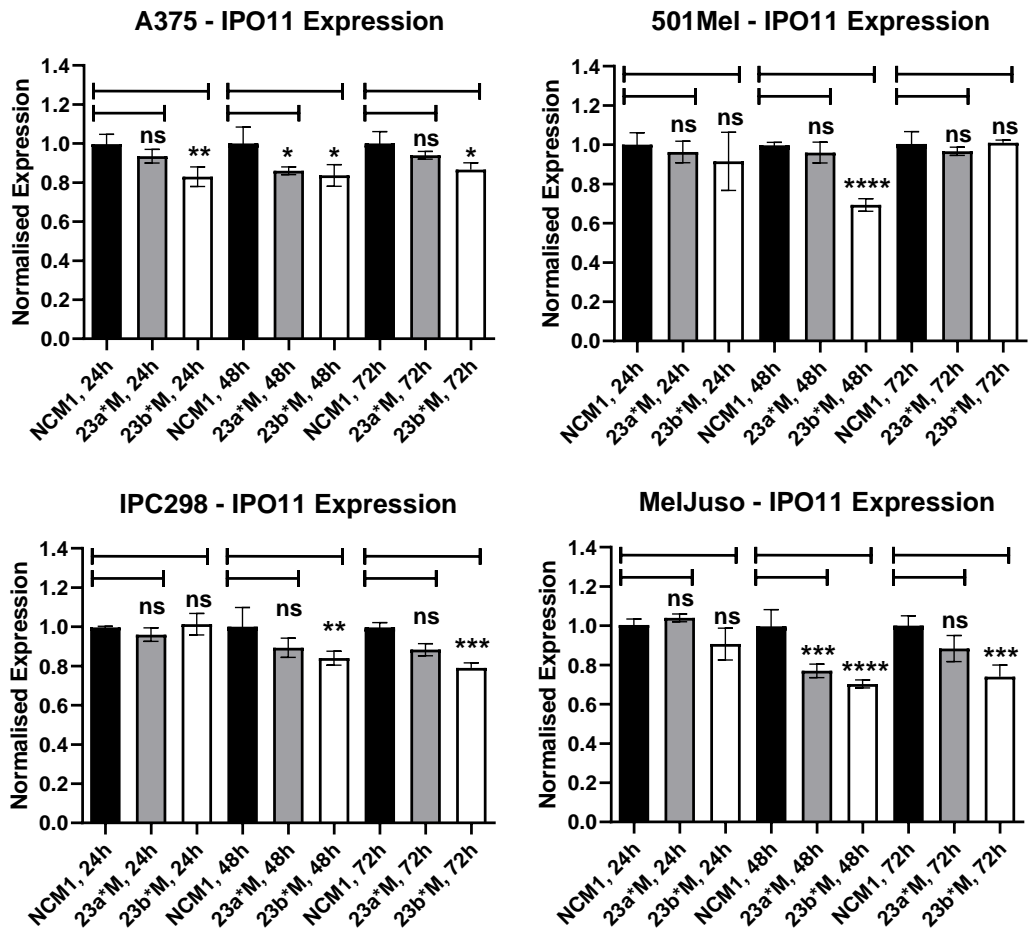 A375 - IPO11 Expression
Normalised Expression
1.4
1.2
1.0
0.8
0.6
0.4
0.2
0.0
ns
**
*
*
ns
*
NCM1, 24h
23a*M, 24h
23b*M, 24h
NCM1, 48h
23a*M, 48h
23b*M, 48h
NCM1, 72h
23a*M, 72h
23b*M, 72h
501Mel - IPO11 Expression
Normalised Expression
1.4
1.2
1.0
0.8
0.6
0.4
0.2
0.0
ns
ns
ns
****
ns
ns
NCM1, 24h
23a*M, 24h
23b*M, 24h
NCM1, 48h
23a*M, 48h
23b*M, 48h
NCM1, 72h
23a*M, 72h
23b*M, 72h
IPC298 - IPO11 Expression
Normalised Expression
1.4
1.2
1.0
0.8
0.6
0.4
0.2
0.0
ns
ns
ns
**
ns
***
NCM1, 24h
23a*M, 24h
23b*M, 24h
NCM1, 48h
23a*M, 48h
23b*M, 48h
NCM1, 72h
23a*M, 72h
23b*M, 72h
MelJuso - IPO11 Expression
Normalised Expression
1.4
1.2
1.0
0.8
0.6
0.4
0.2
0.0
ns
ns
***
****
ns
***
NCM1, 24h
23a*M, 24h
23b*M, 24h
NCM1, 48h
23a*M, 48h
23b*M, 48h
NCM1, 72h
23a*M, 72h
23b*M, 72h